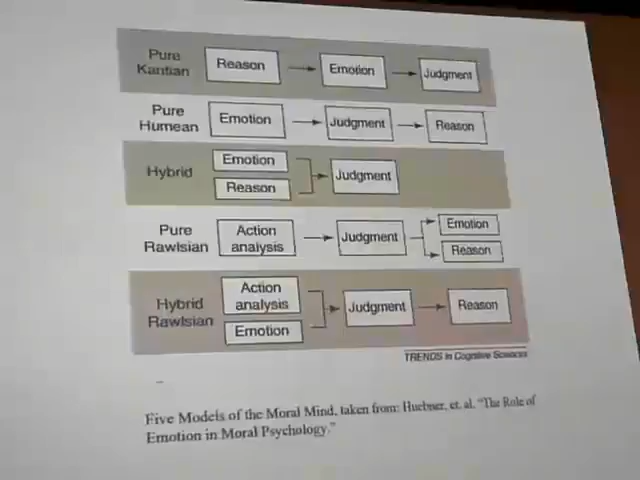 Pure Kantian
Reason
Emotion
Judgment
Pure Humean
Emotion
Judgment
Reason
Hybrid
Emotion
Reason
Judgment
Pure Rawlsian
Action analysis
Judgment
Emotion
Reason
Hybrid Rawlsian
Action analysis
Emotion
Judgment
Reason
TRENDS in Cognitive Sciences
Five Models of the Moral Mind, taken from: Huebner, et. al. "The Role of
Emotion in Moral Psychology."